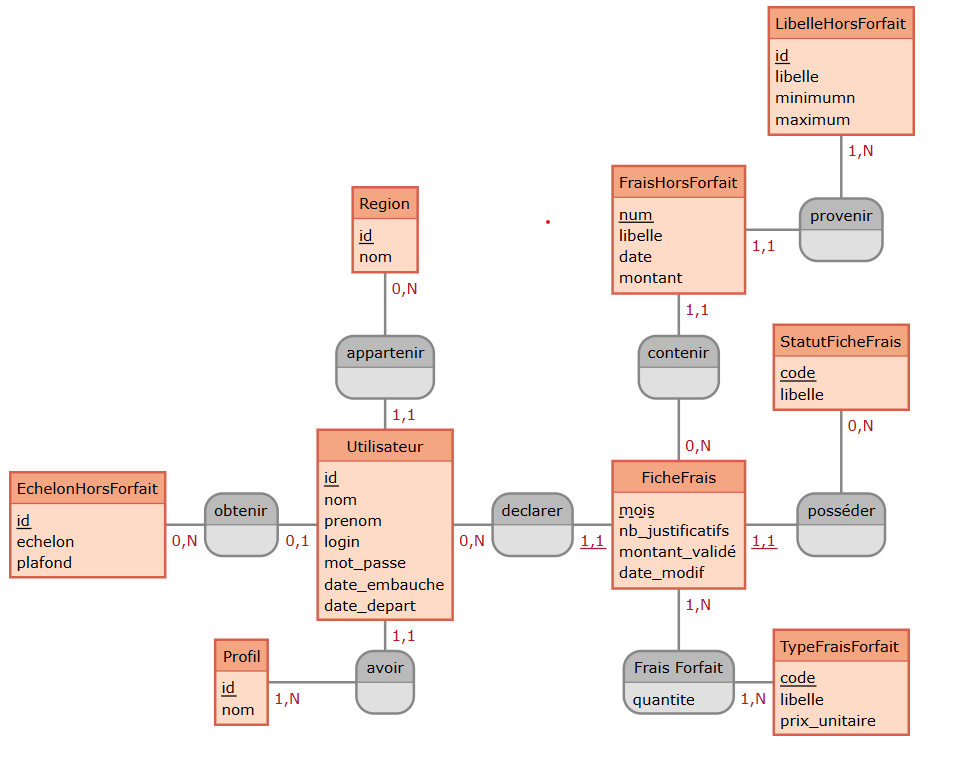 LibelleHorsForfait
id
libelle
minimumn
maximum
1,N
provenir
1,1
FraisHorsForfait
num
libelle
date
montant
1,1
contenir
0,N
Region
id
nom
0,N
appartenir
1,1
StatutFicheFrais
code
libelle
0,N
posséder
1,1
EchelonHorsForfait
id
echelon
plafond
0,N
obtenir
0,1
Utilisateur
id
nom
prenom
login
mot_passe
date_embauche
date_depart
0,N
declarer
1,1
FicheFrais
mois
nb_justificatifs
montant_validé
date_modif
1,N
Frais Forfait
quantite
1,N
TypeFraisForfait
code
libelle
prix_unitaire
1,1
avoir
1,N
Profil
id
nom